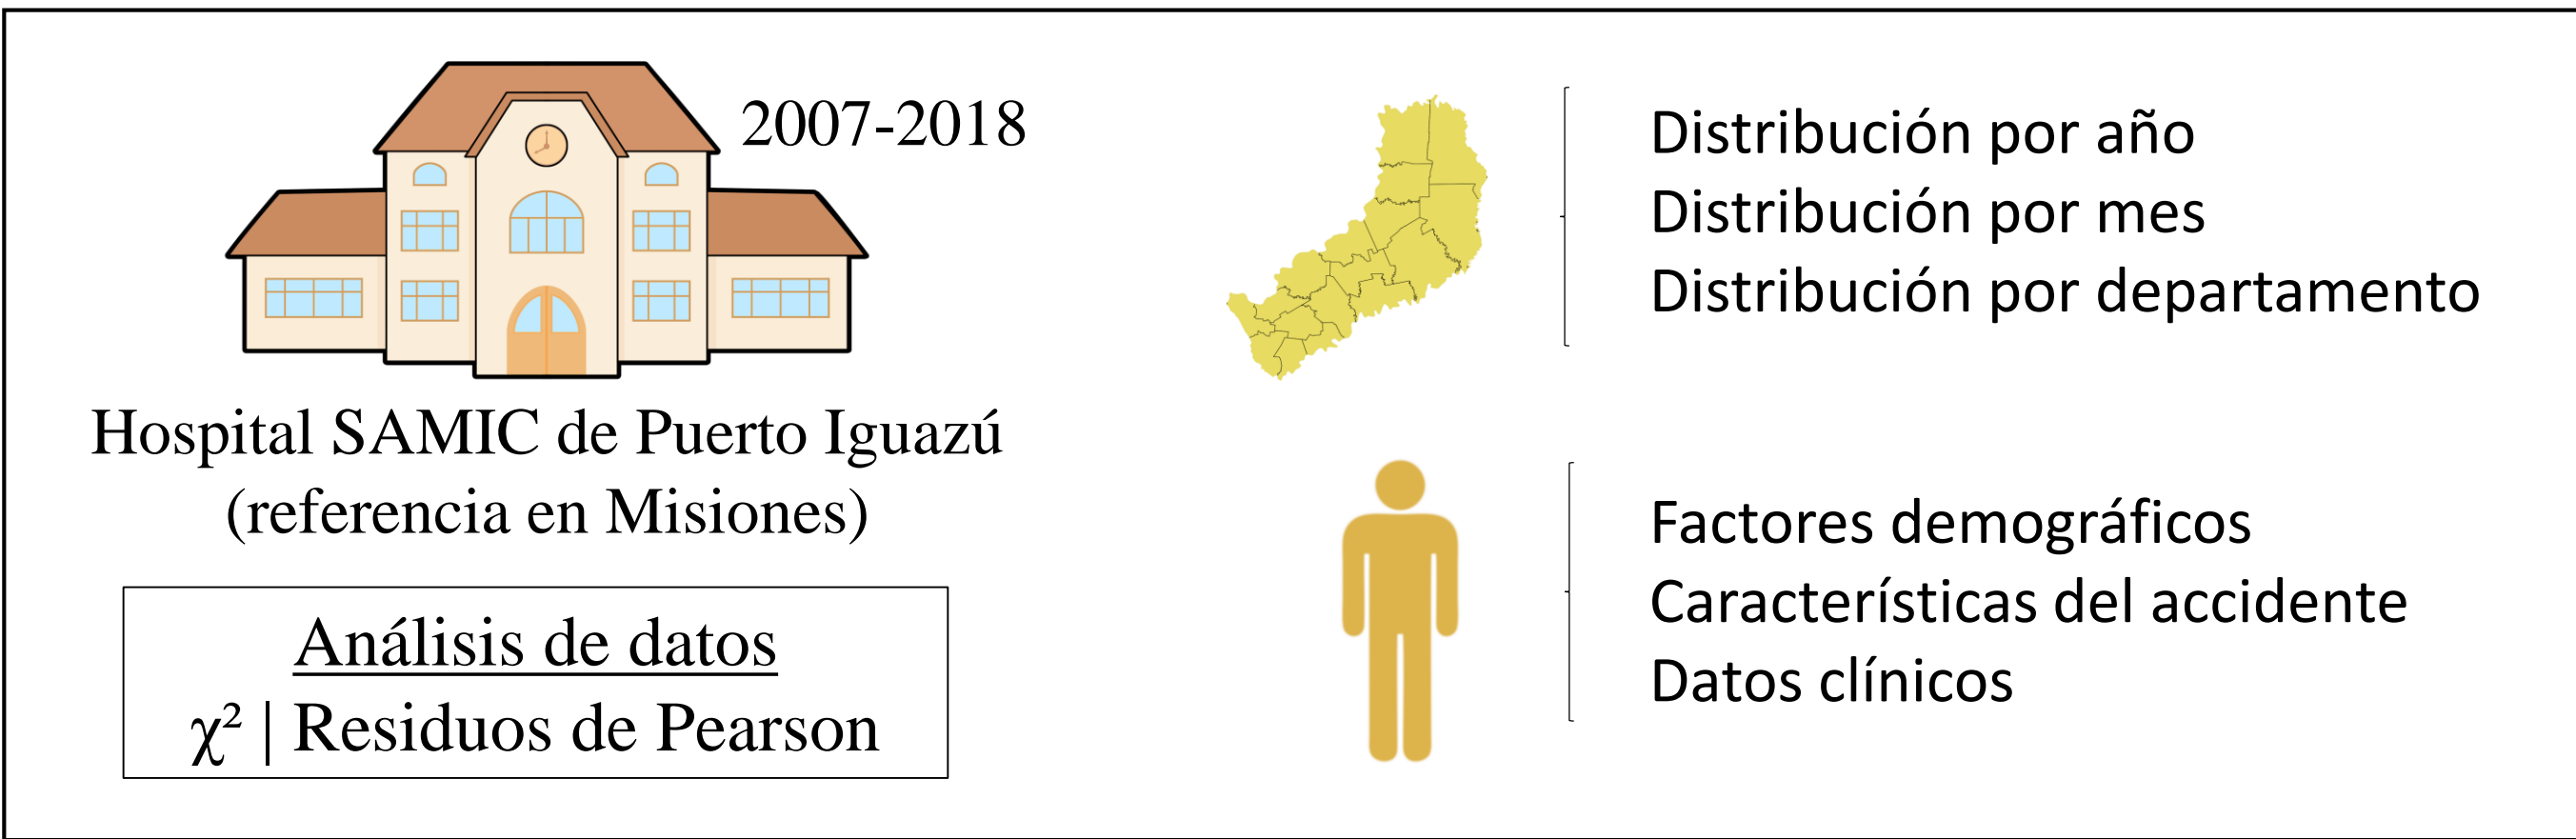 2007-2018
Hospital SAMIC de Puerto Iguazú
(referencia en Misiones)
Análisis de datos
χ² | Residuos de Pearson
Distribución por año
Distribución por mes
Distribución por departamento
Factores demográficos
Características del accidente
Datos clínicos